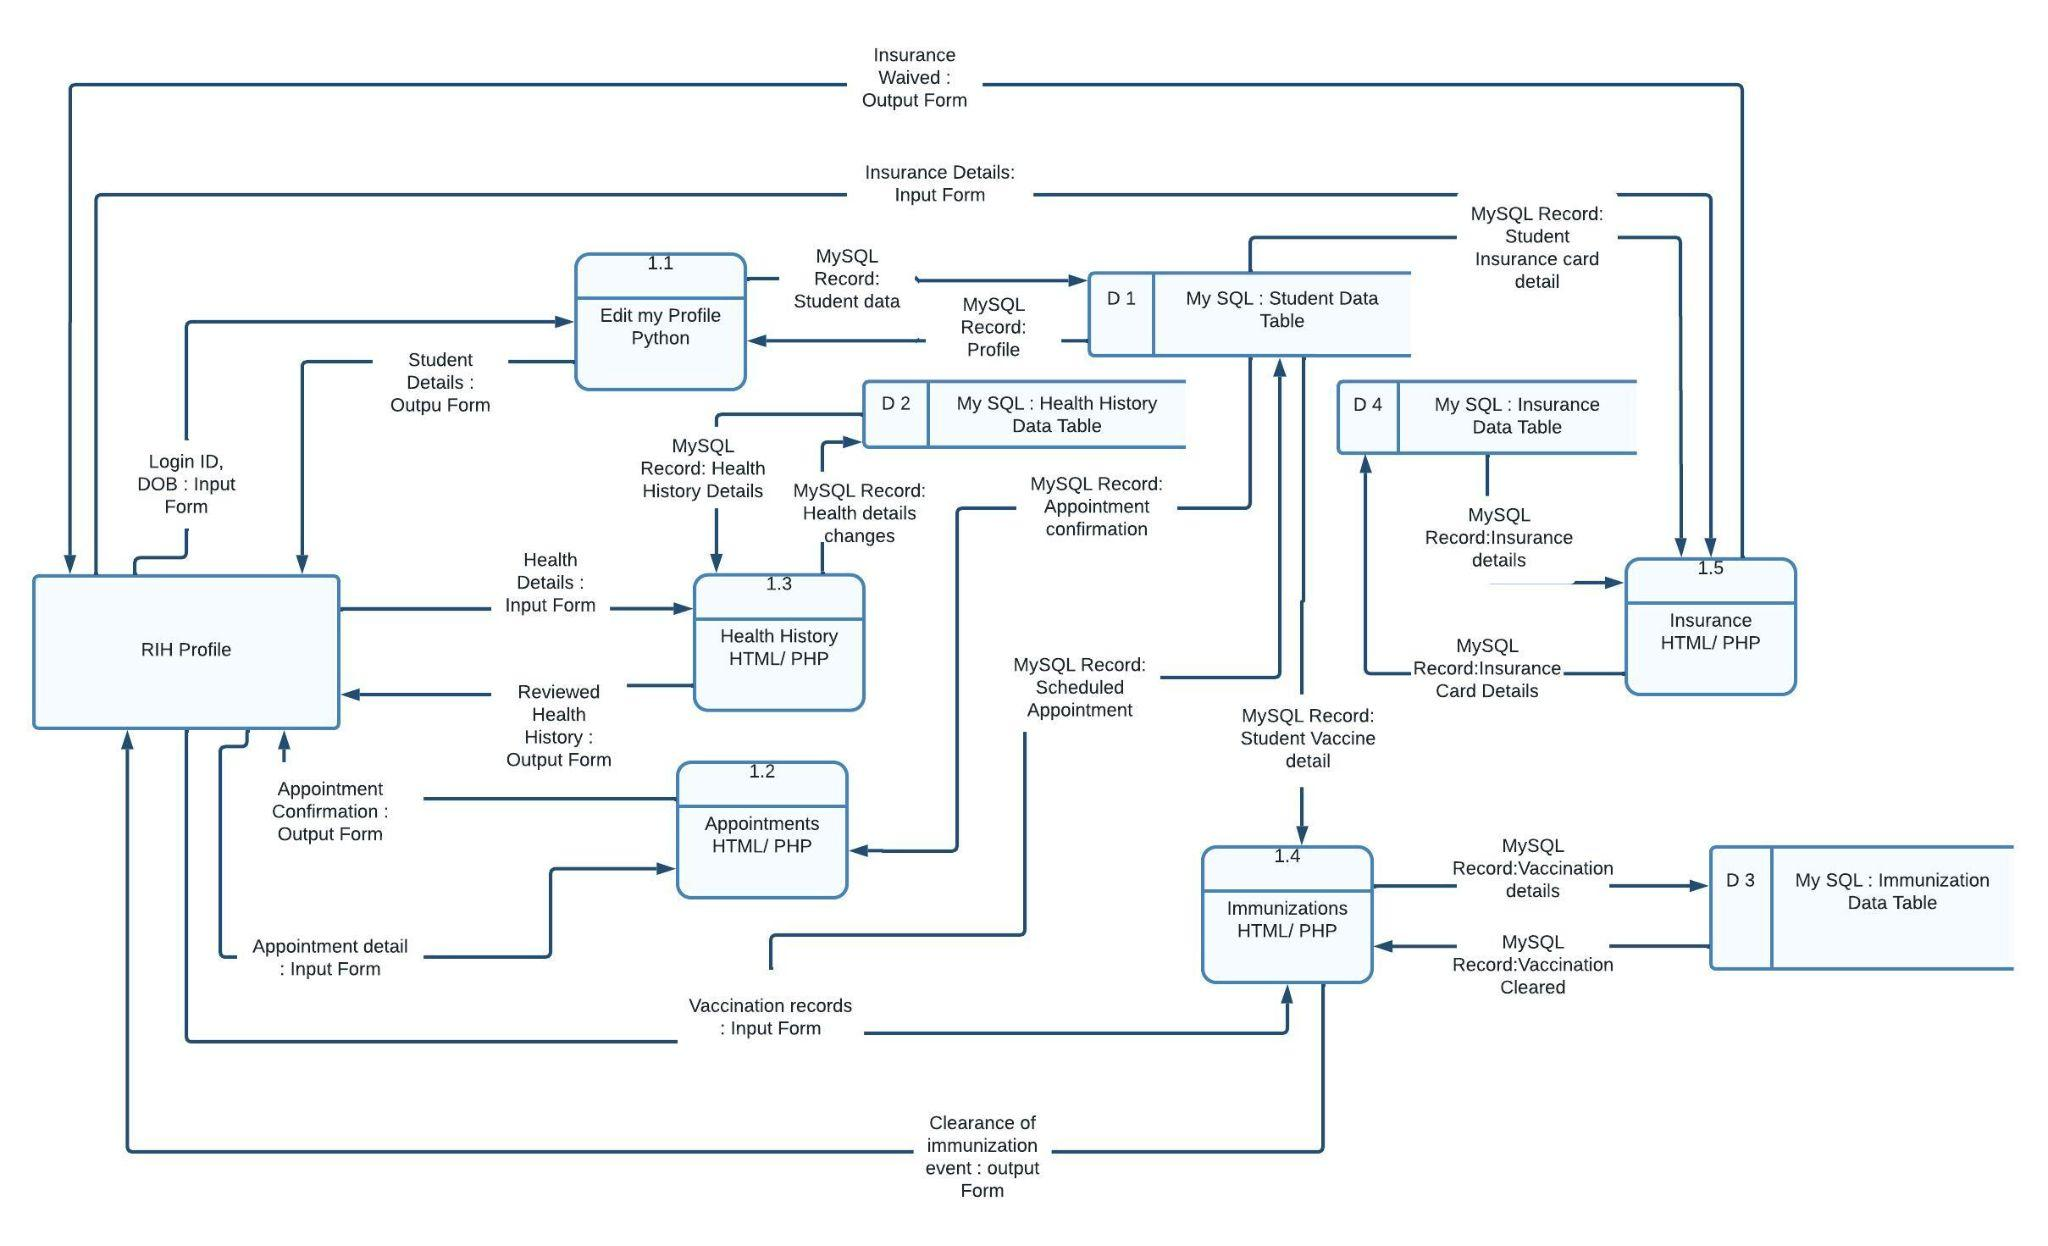 Insurance
Waived :
Output Form
Insurance Details:
Input Form
MySQL Record:
Student
Insurance card
detail
1.1
Edit my Profile
Python
MySQL
Record:
Student data
MySQL
Record:
Profile
D 1
My SQL : Student Data
Table
Student
Details :
Outpu Form
D 2
My SQL : Health History
Data Table
D 4
My SQL : Insurance
Data Table
Login ID,
DOB : Input
Form
MySQL
Record: Health
History Details
MySQL Record:
Health details
changes
MySQL Record:
Appointment
confirmation
MySQL
Record:Insurance
details
Health
Details :
Input Form
1.3
Health History
HTML/ PHP
1.5
Insurance
HTML/ PHP
RIH Profile
MySQL
Record:Insurance
Card Details
Reviewed
Health
History :
Output Form
MySQL Record:
Scheduled
Appointment
MySQL Record:
Student Vaccine
detail
1.2
Appointments
HTML/ PHP
Appointment
Confirmation :
Output Form
1.4
Immunizations
HTML/ PHP
MySQL
Record:Vaccination
details
D 3
My SQL : Immunization
Data Table
Appointment detail
: Input Form
MySQL
Record:Vaccination
Cleared
Vaccination records
: Input Form
Clearance of
immunization
event : output
Form